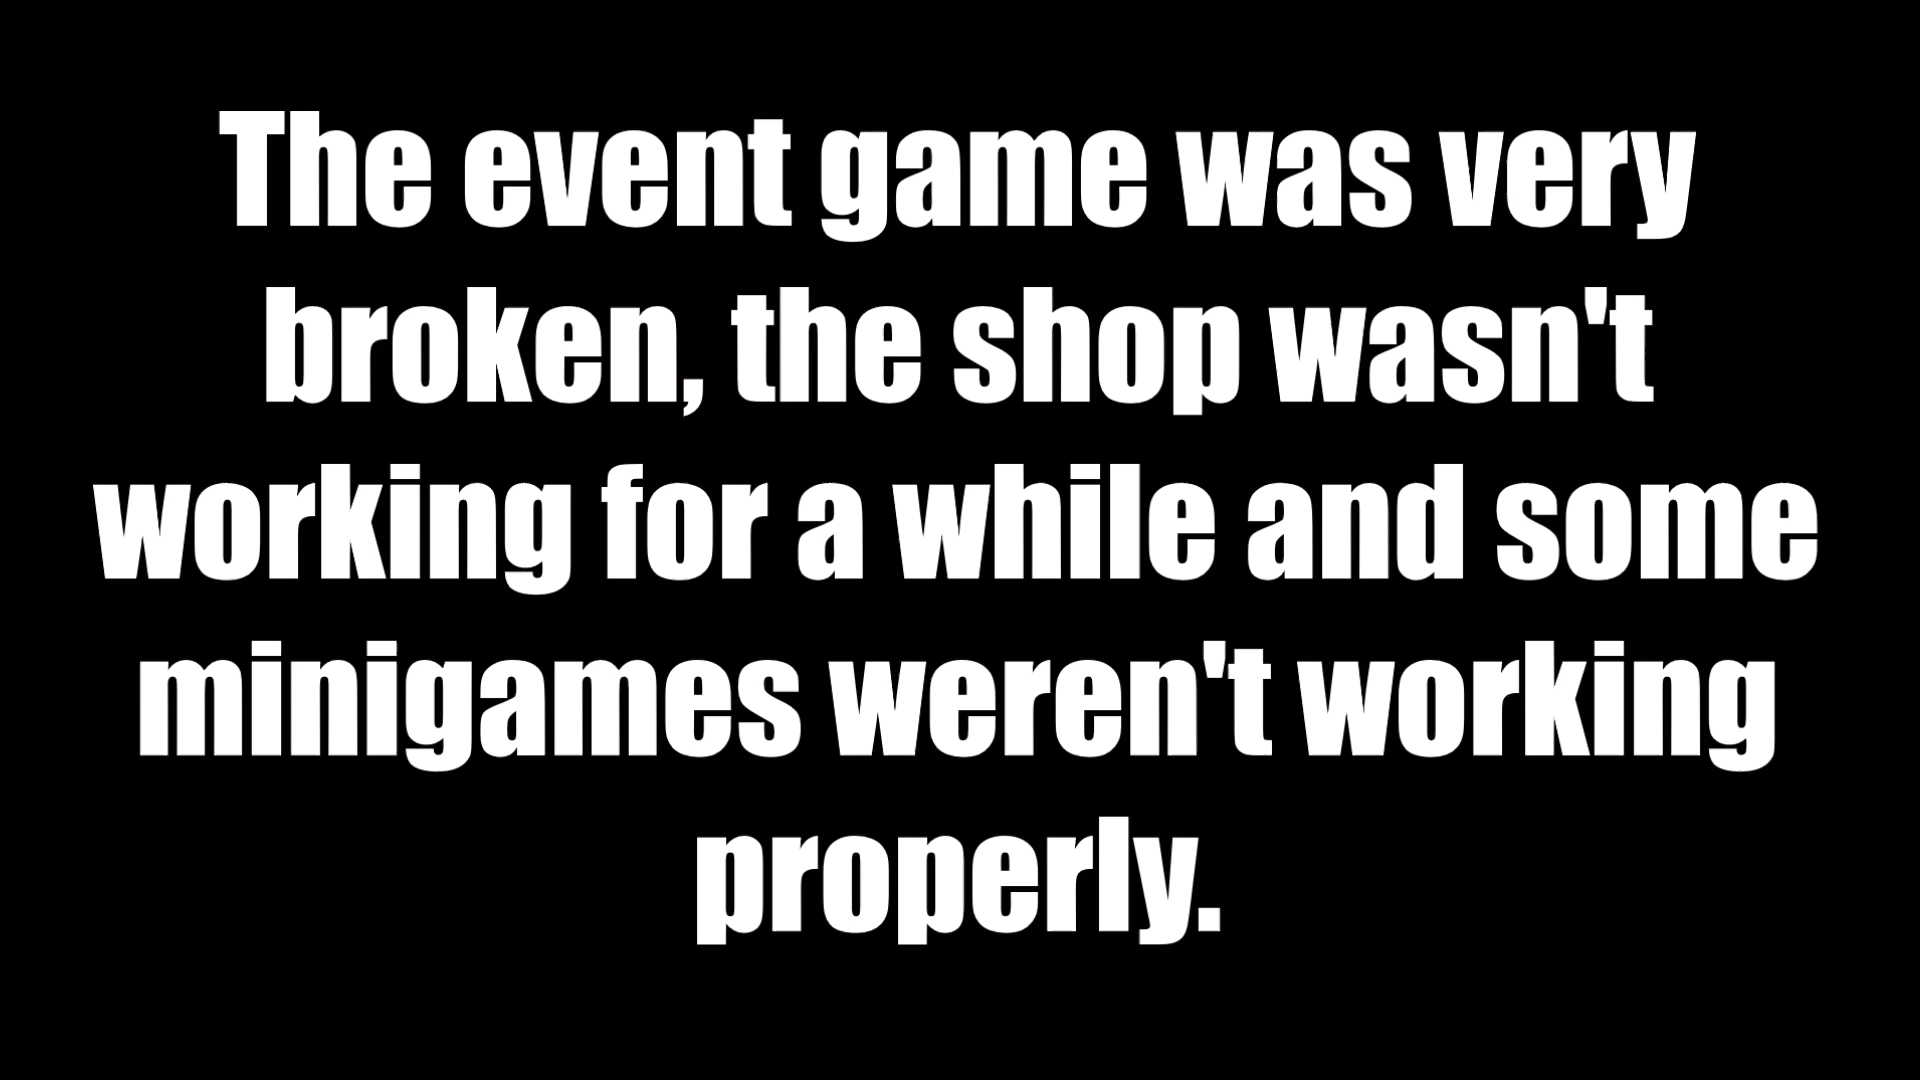 The event game was very
broken, the shop wasn't
working for a while and some
minigames weren't working
properly.